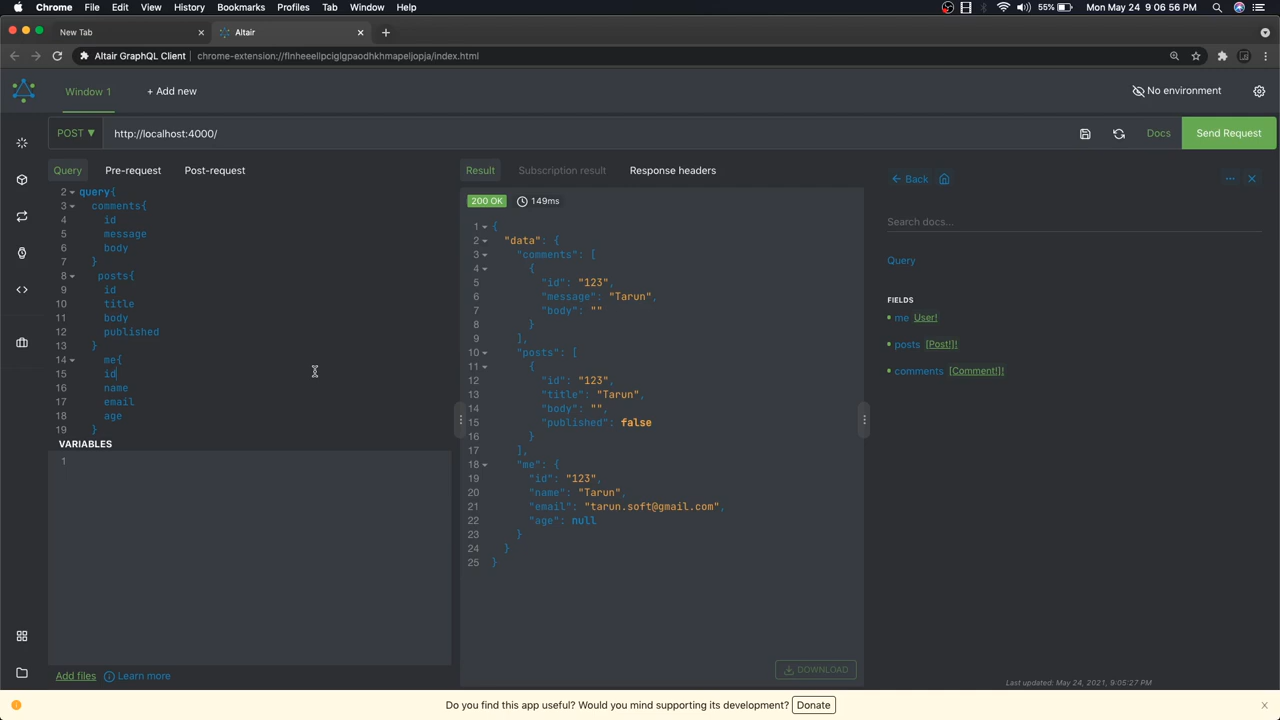 Chrome File Edit View History Bookmarks Profiles Tab Window Help 55% Mon May 24 9:06:56 PM
New Tab
Altair
Altair GraphQL Client chrome-extension://flnheeellpciglgpaodhkhmapeljopja/index.html
Window 1
+ Add new
No environment
POST ▼
http://localhost:4000/
Docs
Send Request
Query Pre-request Post-request
2 query{
3 comments{
4 id
5 message
6 body
7 }
8 posts{
9 id
10 title
11 body
12 published
13 }
14 me{
15 id
16 name
17 email
18 age
19 }
VARIABLES
1
Add files
Learn more
Result Subscription result Response headers
200 OK 149ms
1 {
2 "data": {
3 "comments": [
4 {
5 "id": "123",
6 "message": "Tarun",
7 "body": ""
8 }
9 ],
10 "posts": [
11 {
12 "id": "123",
13 "title": "Tarun",
14 "body": "",
15 "published": false
16 }
17 ],
18 "me": {
19 "id": "123",
20 "name": "Tarun",
21 "email": "tarun.soft@gmail.com",
22 "age": null
23 }
24 }
25 }
DOWNLOAD
Back
Search docs...
Query
FIELDS
me User!
posts [Post!]!
comments [Comment!]!
Last updated: May 24, 2021, 9:05:27 PM
Do you find this app useful? Would you mind supporting its development? Donate